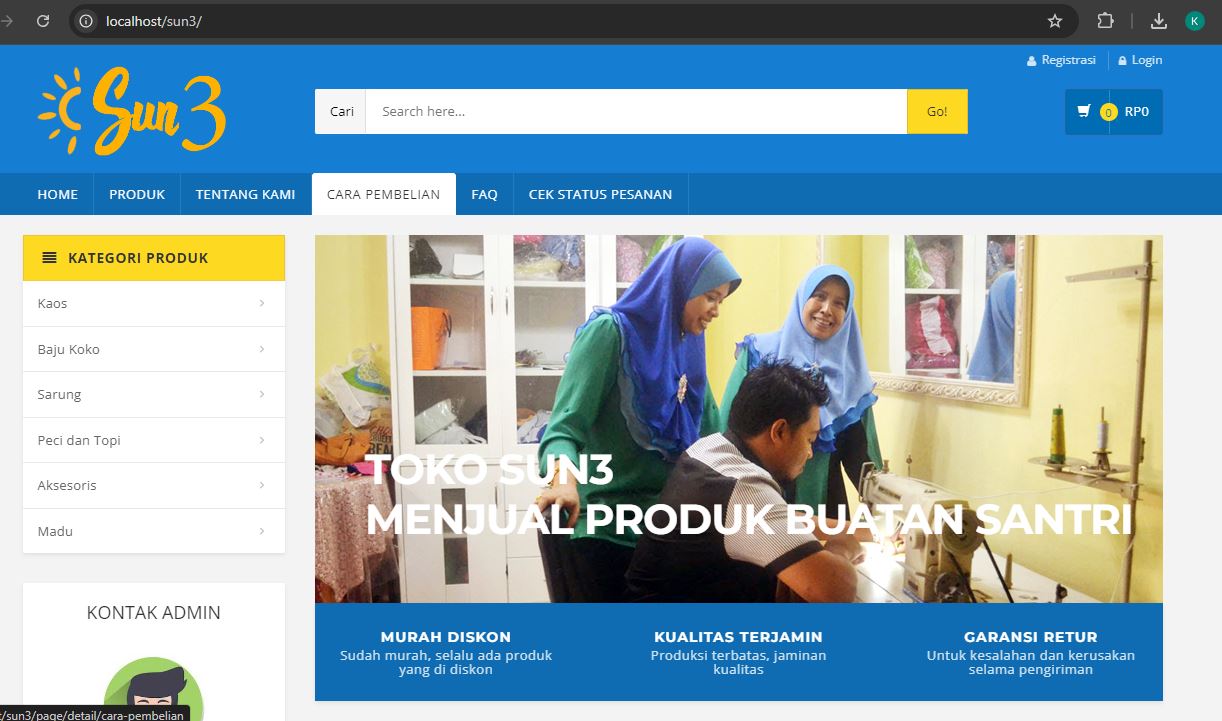 localhost/sun3/
K
Registrasi
Login
Sun3
Cari
Search here...
Go!
0
RP0
HOME
PRODUK
TENTANG KAMI
CARA PEMBELIAN
FAQ
CEK STATUS PESANAN
KATEGORI PRODUK
Kaos
Baju Koko
Sarung
Peci dan Topi
Aksesoris
Madu
KONTAK ADMIN
TOKO SUN3
MENJUAL PRODUK BUATAN SANTRI
MURAH DISKON
Sudah murah, selalu ada produk
yang di diskon
KUALITAS TERJAMIN
Produksi terbatas, jaminan
kualitas
GARANSI RETUR
Untuk kesalahan dan kerusakan
selama pengiriman
/sun3/page/detail/cara-pembelian